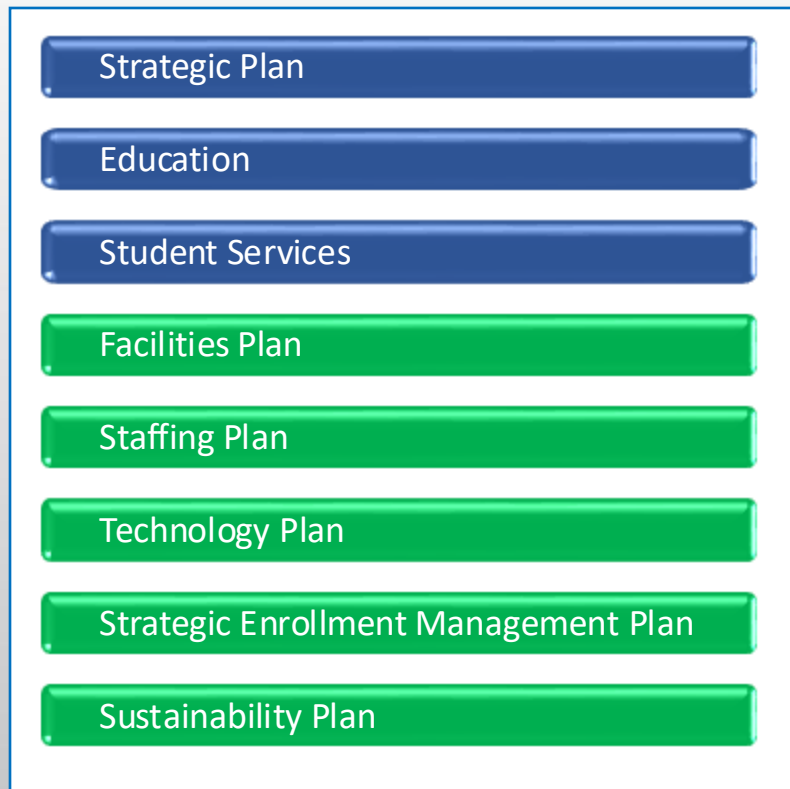 Strategic Plan
Education
Student Services
Facilities Plan
Staffing Plan
Technology Plan
Strategic Enrollment Management Plan
Sustainability Plan